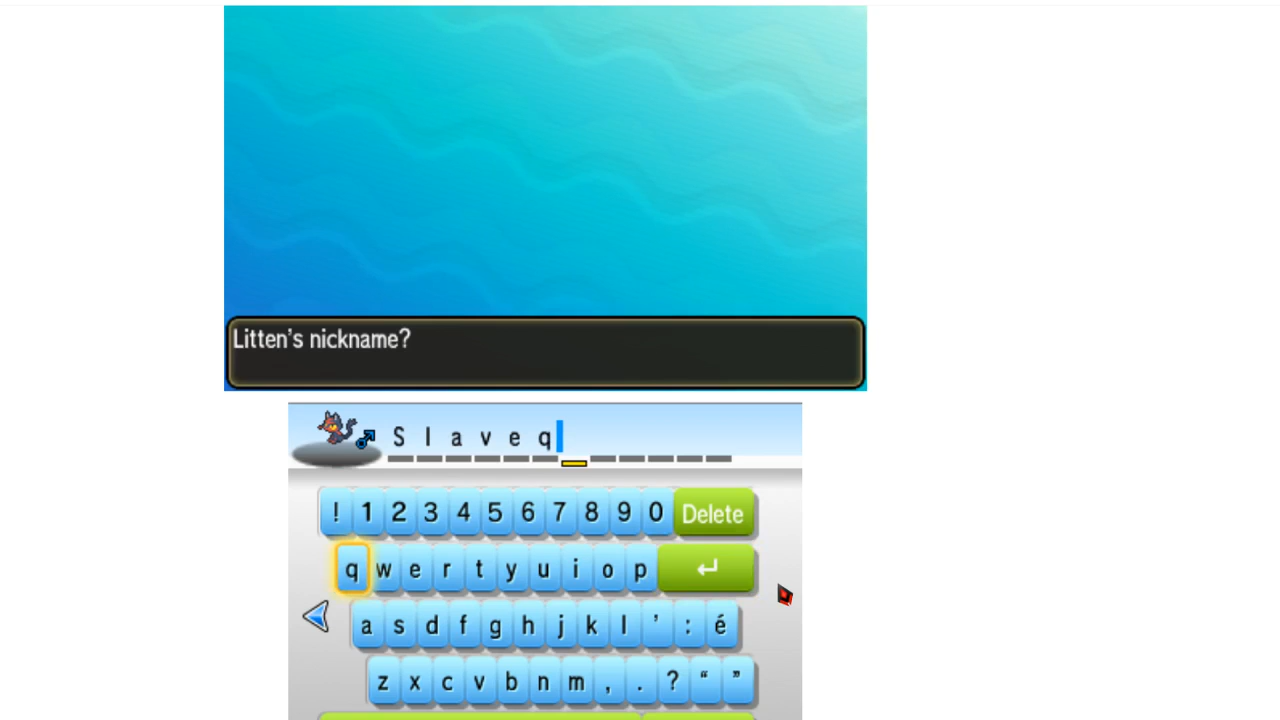 Litten's nickname?
Slaveq
! 1 2 3 4 5 6 7 8 9 0 Delete
q w e r t y u i o p
a s d f g h j k l ’ : é
z x c v b n m , . ? “ ”